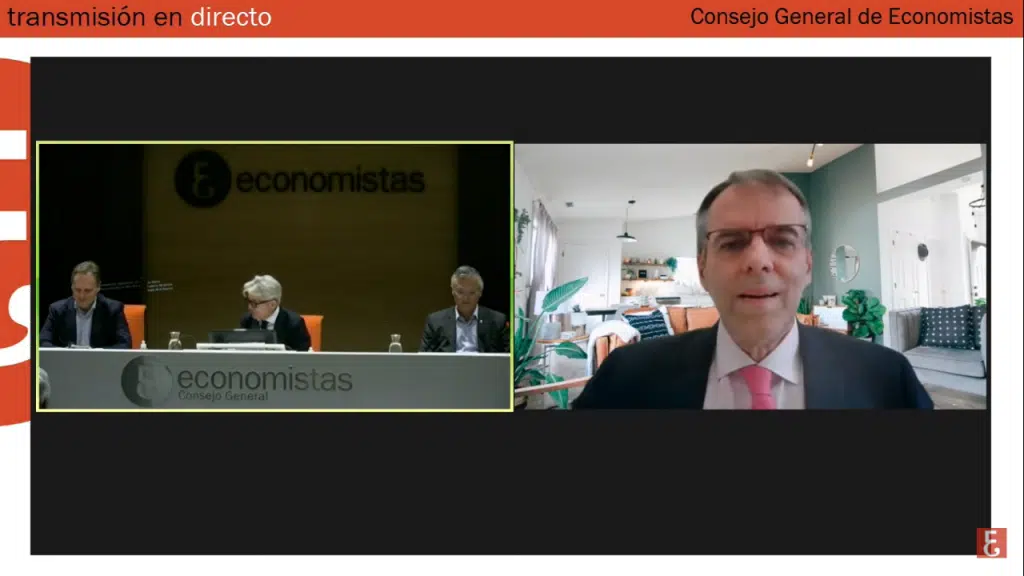 transmisión en directo
Consejo General de Economistas
economistas
economistas
Consejo General